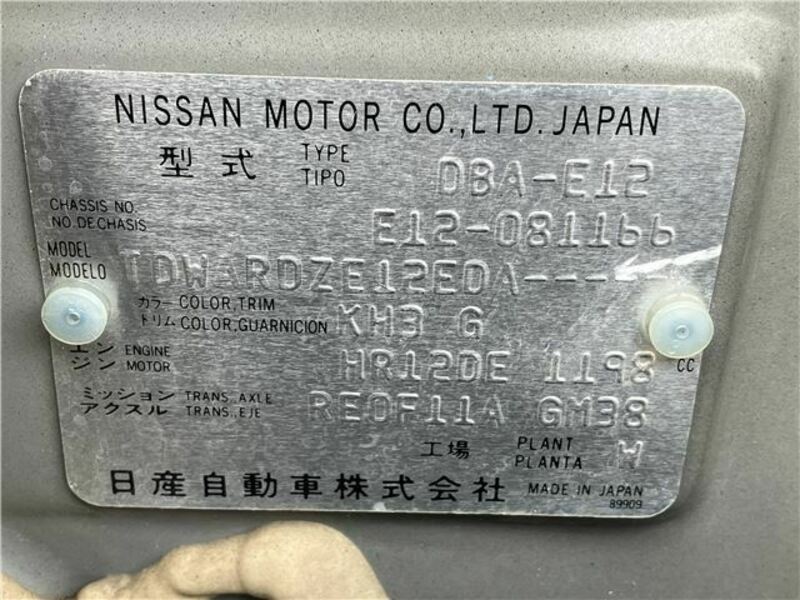 NISSAN MOTOR CO.,LTD. JAPAN
型式 TYPE TIPO DBA-E12
CHASSIS NO. NO.DECHASIS E12-081166
MODEL MODELO TDWARDZE12EDA-----
カラー COLOR,TRIM
トリム COLOR,GUARNICION KH3 G
エンジン ENGINE MOTOR HR12DE 1198 CC
ミッション TRANS. AXLE
アクスル TRANS.,EJE RE0F11A GM38
工場 PLANT PLANTA W
日産自動車株式会社 MADE IN JAPAN
89909